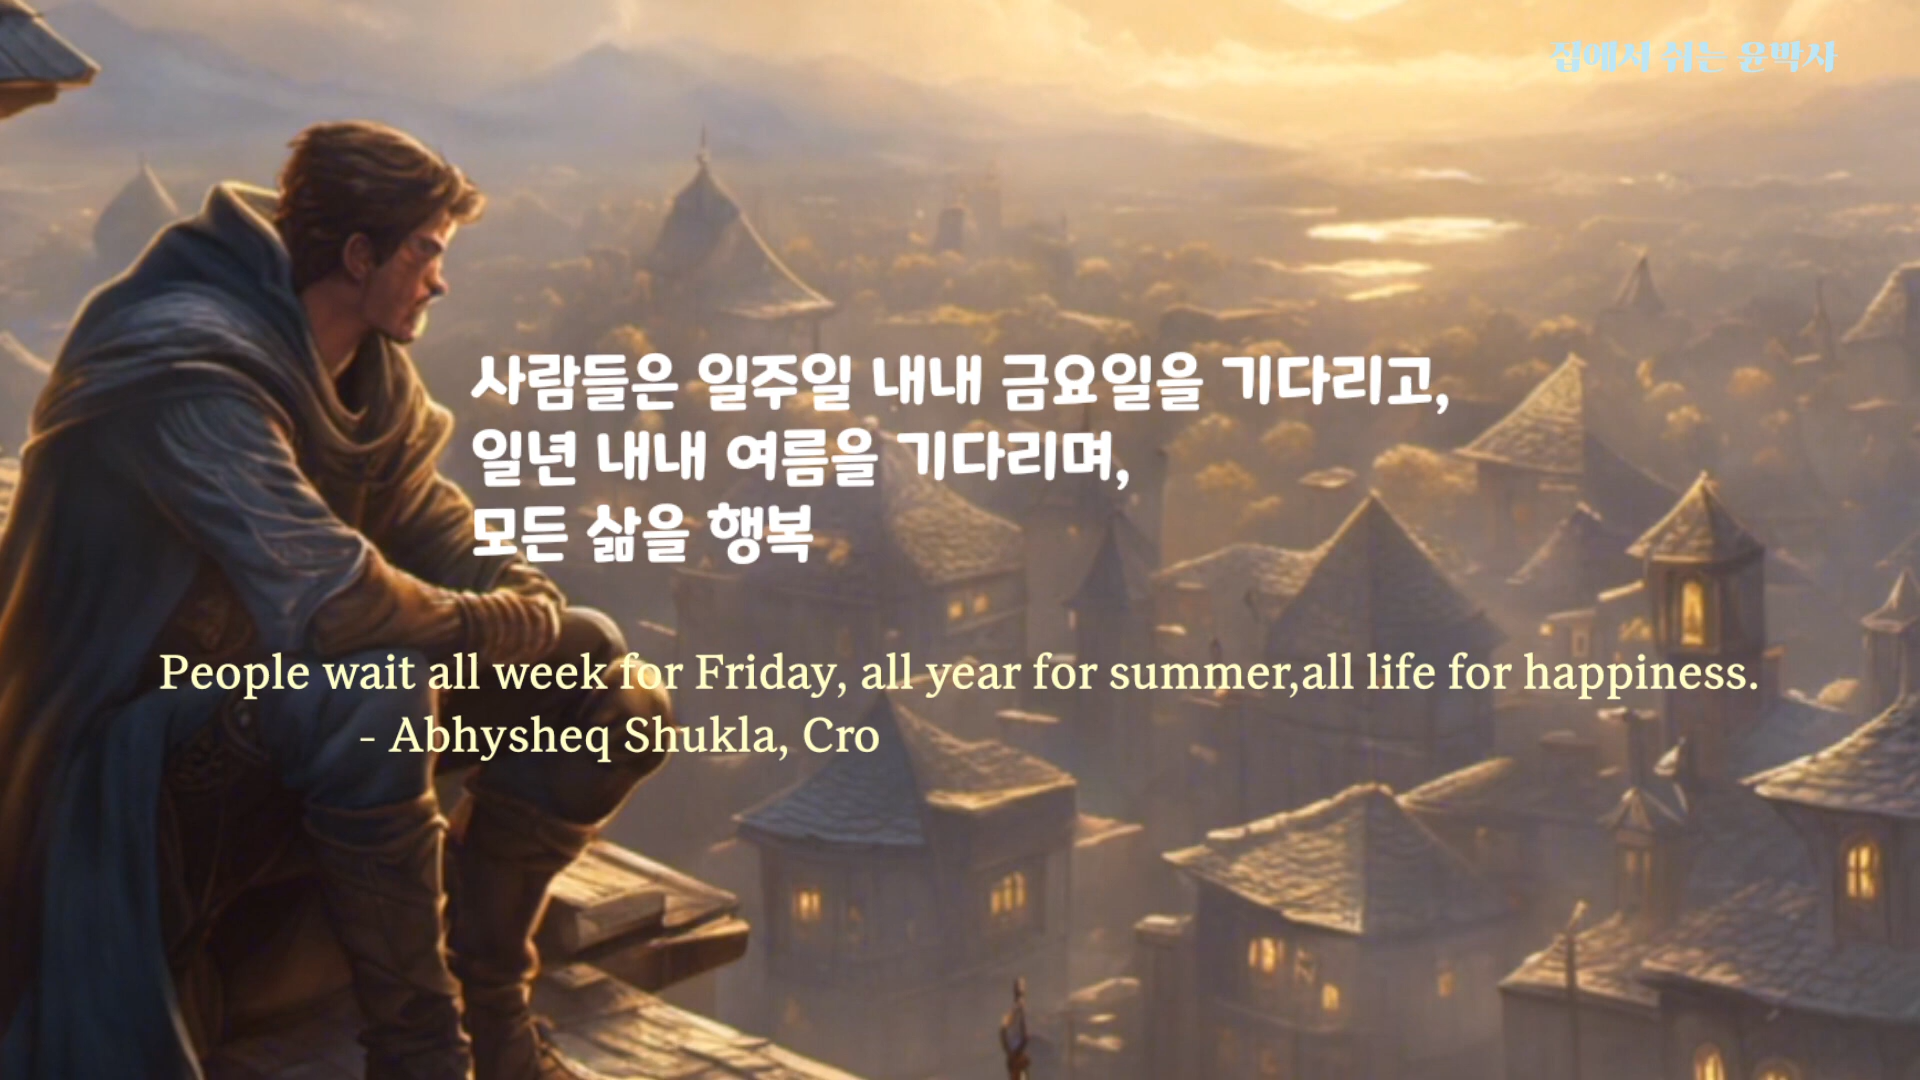 집에서 쉬는 윤박사
사람들은 일주일 내내 금요일을 기다리고,
일년 내내 여름을 기다리며,
모든 삶을 행복
People wait all week for Friday, all year for summer,all life for happiness.
- Abhysheq Shukla, Cro